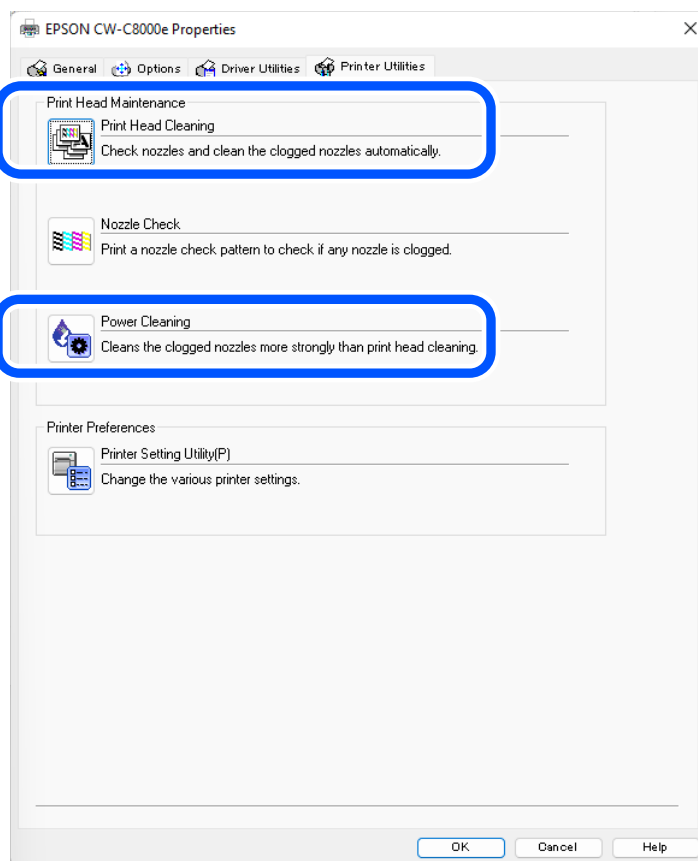 EPSON CW-C8000e Properties
General Options Driver Utilities Printer Utilities
Print Head Maintenance
Print Head Cleaning
Check nozzles and clean the clogged nozzles automatically.
Nozzle Check
Print a nozzle check pattern to check if any nozzle is clogged.
Power Cleaning
Cleans the clogged nozzles more strongly than print head cleaning.
Printer Preferences
Printer Setting Utility(P)
Change the various printer settings.
OK Cancel Help